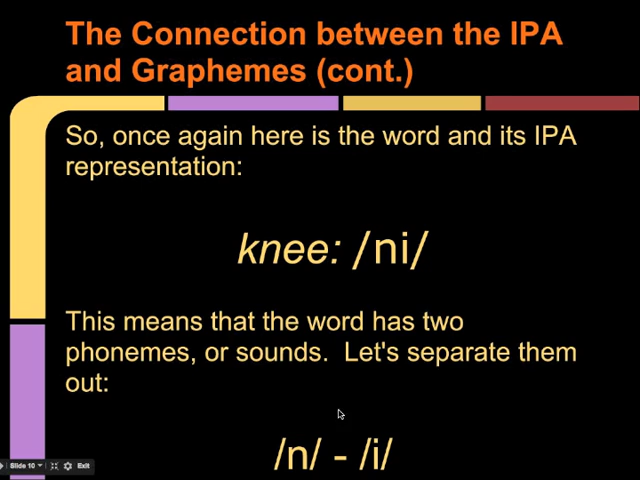 The Connection between the IPA
and Graphemes (cont.)
So, once again here is the word and its IPA
representation:
knee: /ni/
This means that the word has two
phonemes, or sounds.  Let's separate them
out:
/n/ - /i/
Slide 10 Exit